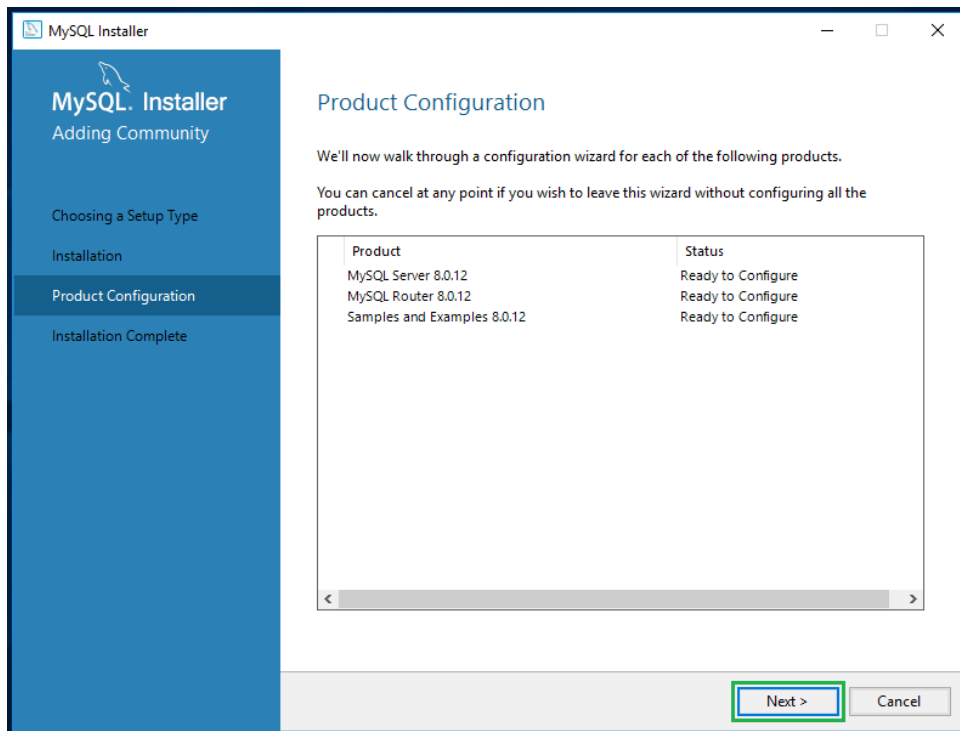 MySQL Installer
MySQL. Installer
Adding Community
Choosing a Setup Type
Installation
Product Configuration
Installation Complete
Product Configuration
We'll now walk through a configuration wizard for each of the following products.
You can cancel at any point if you wish to leave this wizard without configuring all the
products.
Product Status
MySQL Server 8.0.12 Ready to Configure
MySQL Router 8.0.12 Ready to Configure
Samples and Examples 8.0.12 Ready to Configure
Next > Cancel